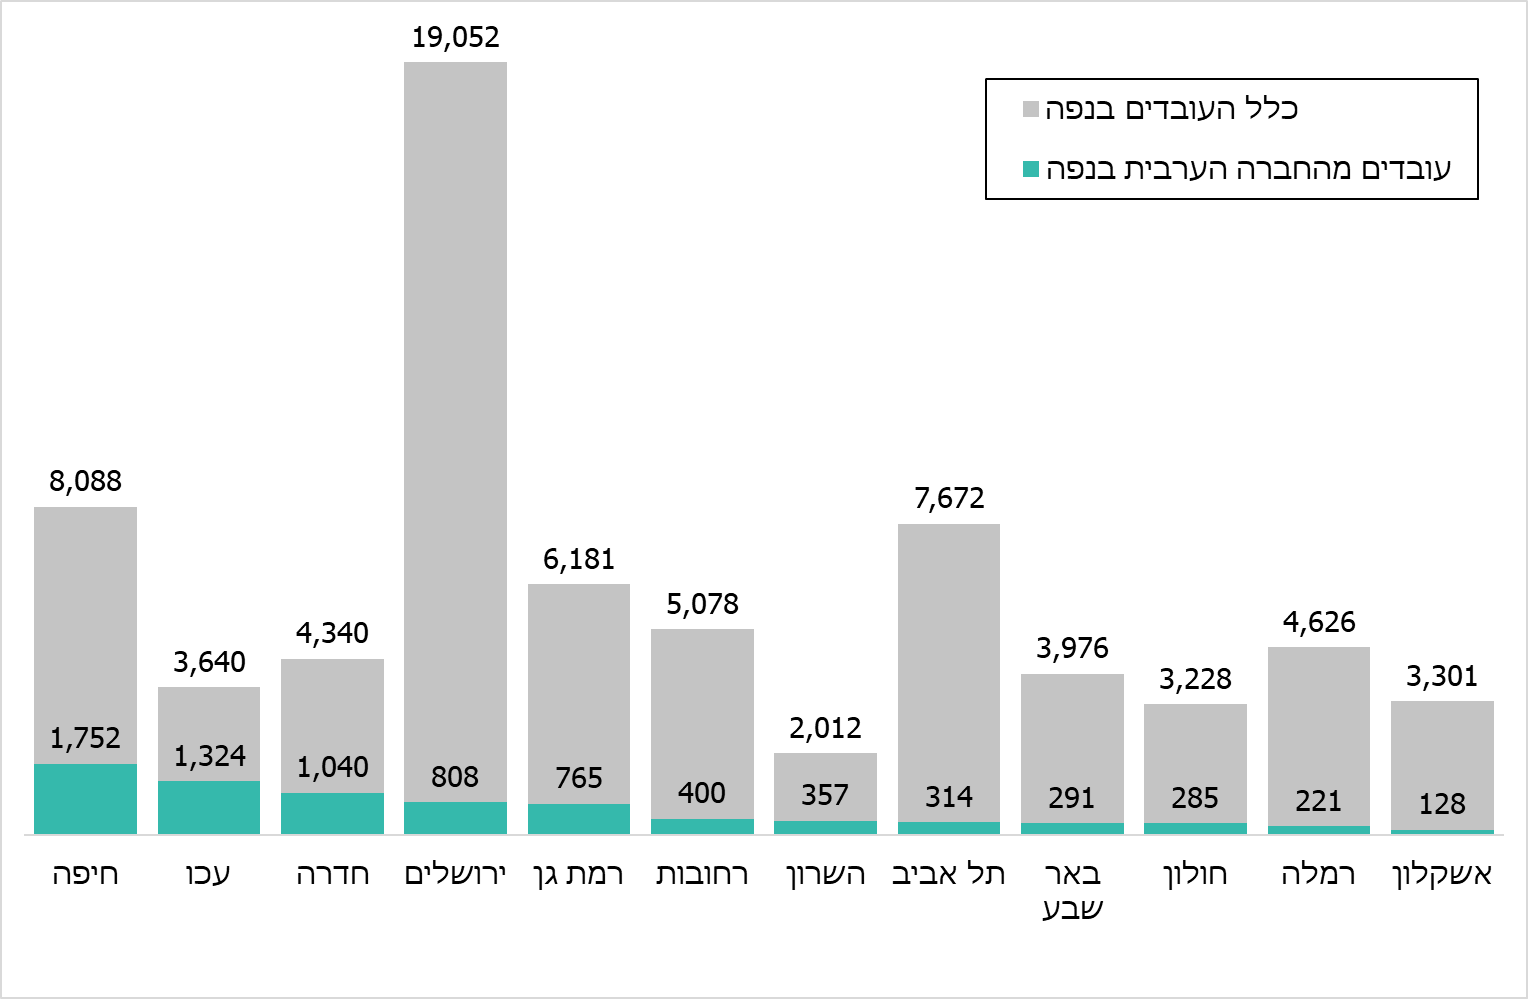 19,052
כלל העובדים בנפה
עובדים מהחברה הערבית בנפה
8,088
7,672
6,181
5,078
4,626
4,340
3,976
3,640
3,228
3,301
2,012
1,752
1,324
1,040
808
765
400
357
314
291
285
221
128
חיפה
עכו
חדרה
ירושלים
רמת גן
רחובות
השרון
תל אביב
באר
שבע
חולון
רמלה
אשקלון